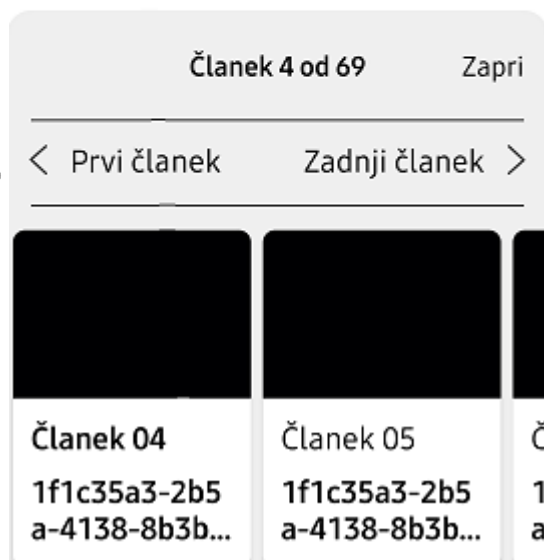 Članek 4 od 69 Zapri
Prvi članek Zadnji članek
Članek 04 Članek 05
1f1c35a3-2b5 1f1c35a3-2b5
a-4138-8b3b... a-4138-8b3b...